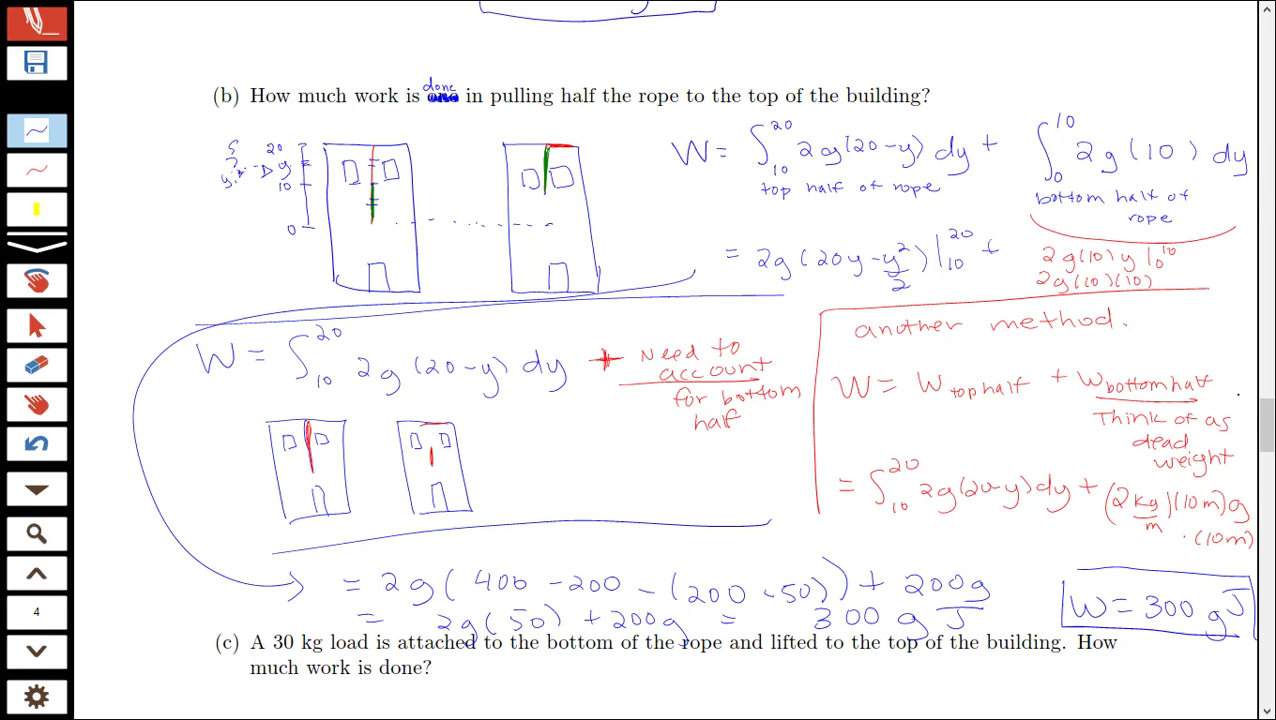 (b) How much work is done in pulling half the rope to the top of the building?
20
y
10
0
W = ∫_{10}^{20} 2g(20-y) dy + ∫_0^{10} 2g(10) dy
top half of rope
bottom half of
rope
= 2g(20y - y²/2)|_{10}^{20} + 2g(10)y|_0^{10}
2g(10)(10)
W = ∫_{10}^{20} 2g(20-y) dy + Need to
account
for bottom
half
another method.
W = W_{top half} + W_{bottom half}
Think of as
dead
weight
= ∫_{10}^{20} 2g(20-y)dy + (2 kg/m)(10m)g
· (10m)
= 2g(400 - 200 - (200 - 50)) + 200g
= 2g(50) + 200g = 300 g J
W = 300 g J
(c) A 30 kg load is attached to the bottom of the rope and lifted to the top of the building. How
much work is done?
4